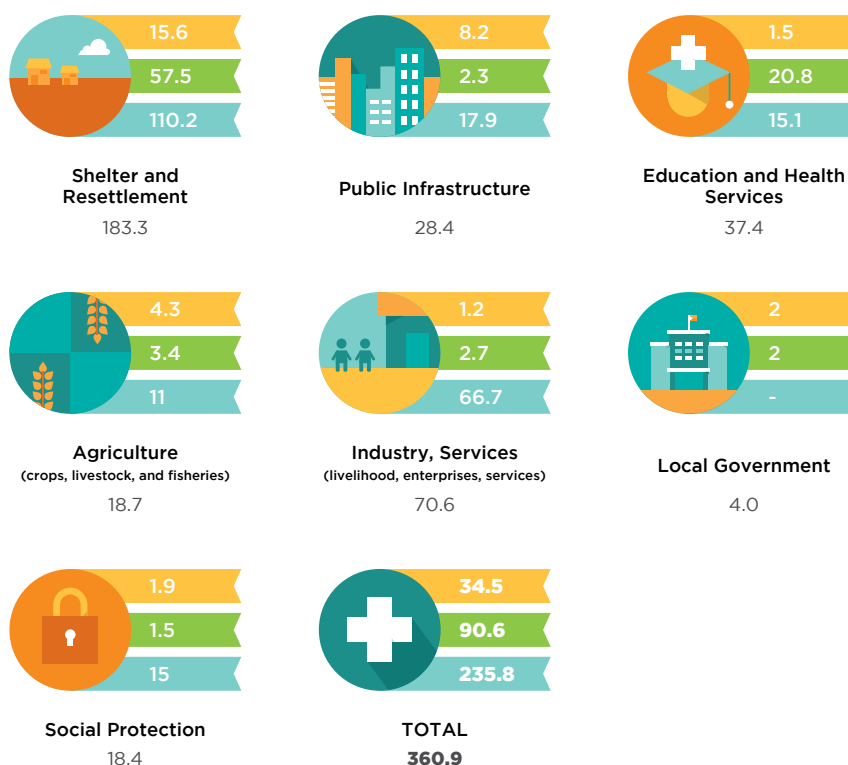 15.6
57.5
110.2
Shelter and
Resettlement
183.3
8.2
2.3
17.9
Public Infrastructure
28.4
1.5
20.8
15.1
Education and Health
Services
37.4
4.3
3.4
11
Agriculture
(crops, livestock, and fisheries)
18.7
1.2
2.7
66.7
Industry, Services
(livelihood, enterprises, services)
70.6
2
2
-
Local Government
4.0
1.9
1.5
15
Social Protection
18.4
34.5
90.6
235.8
TOTAL
360.9